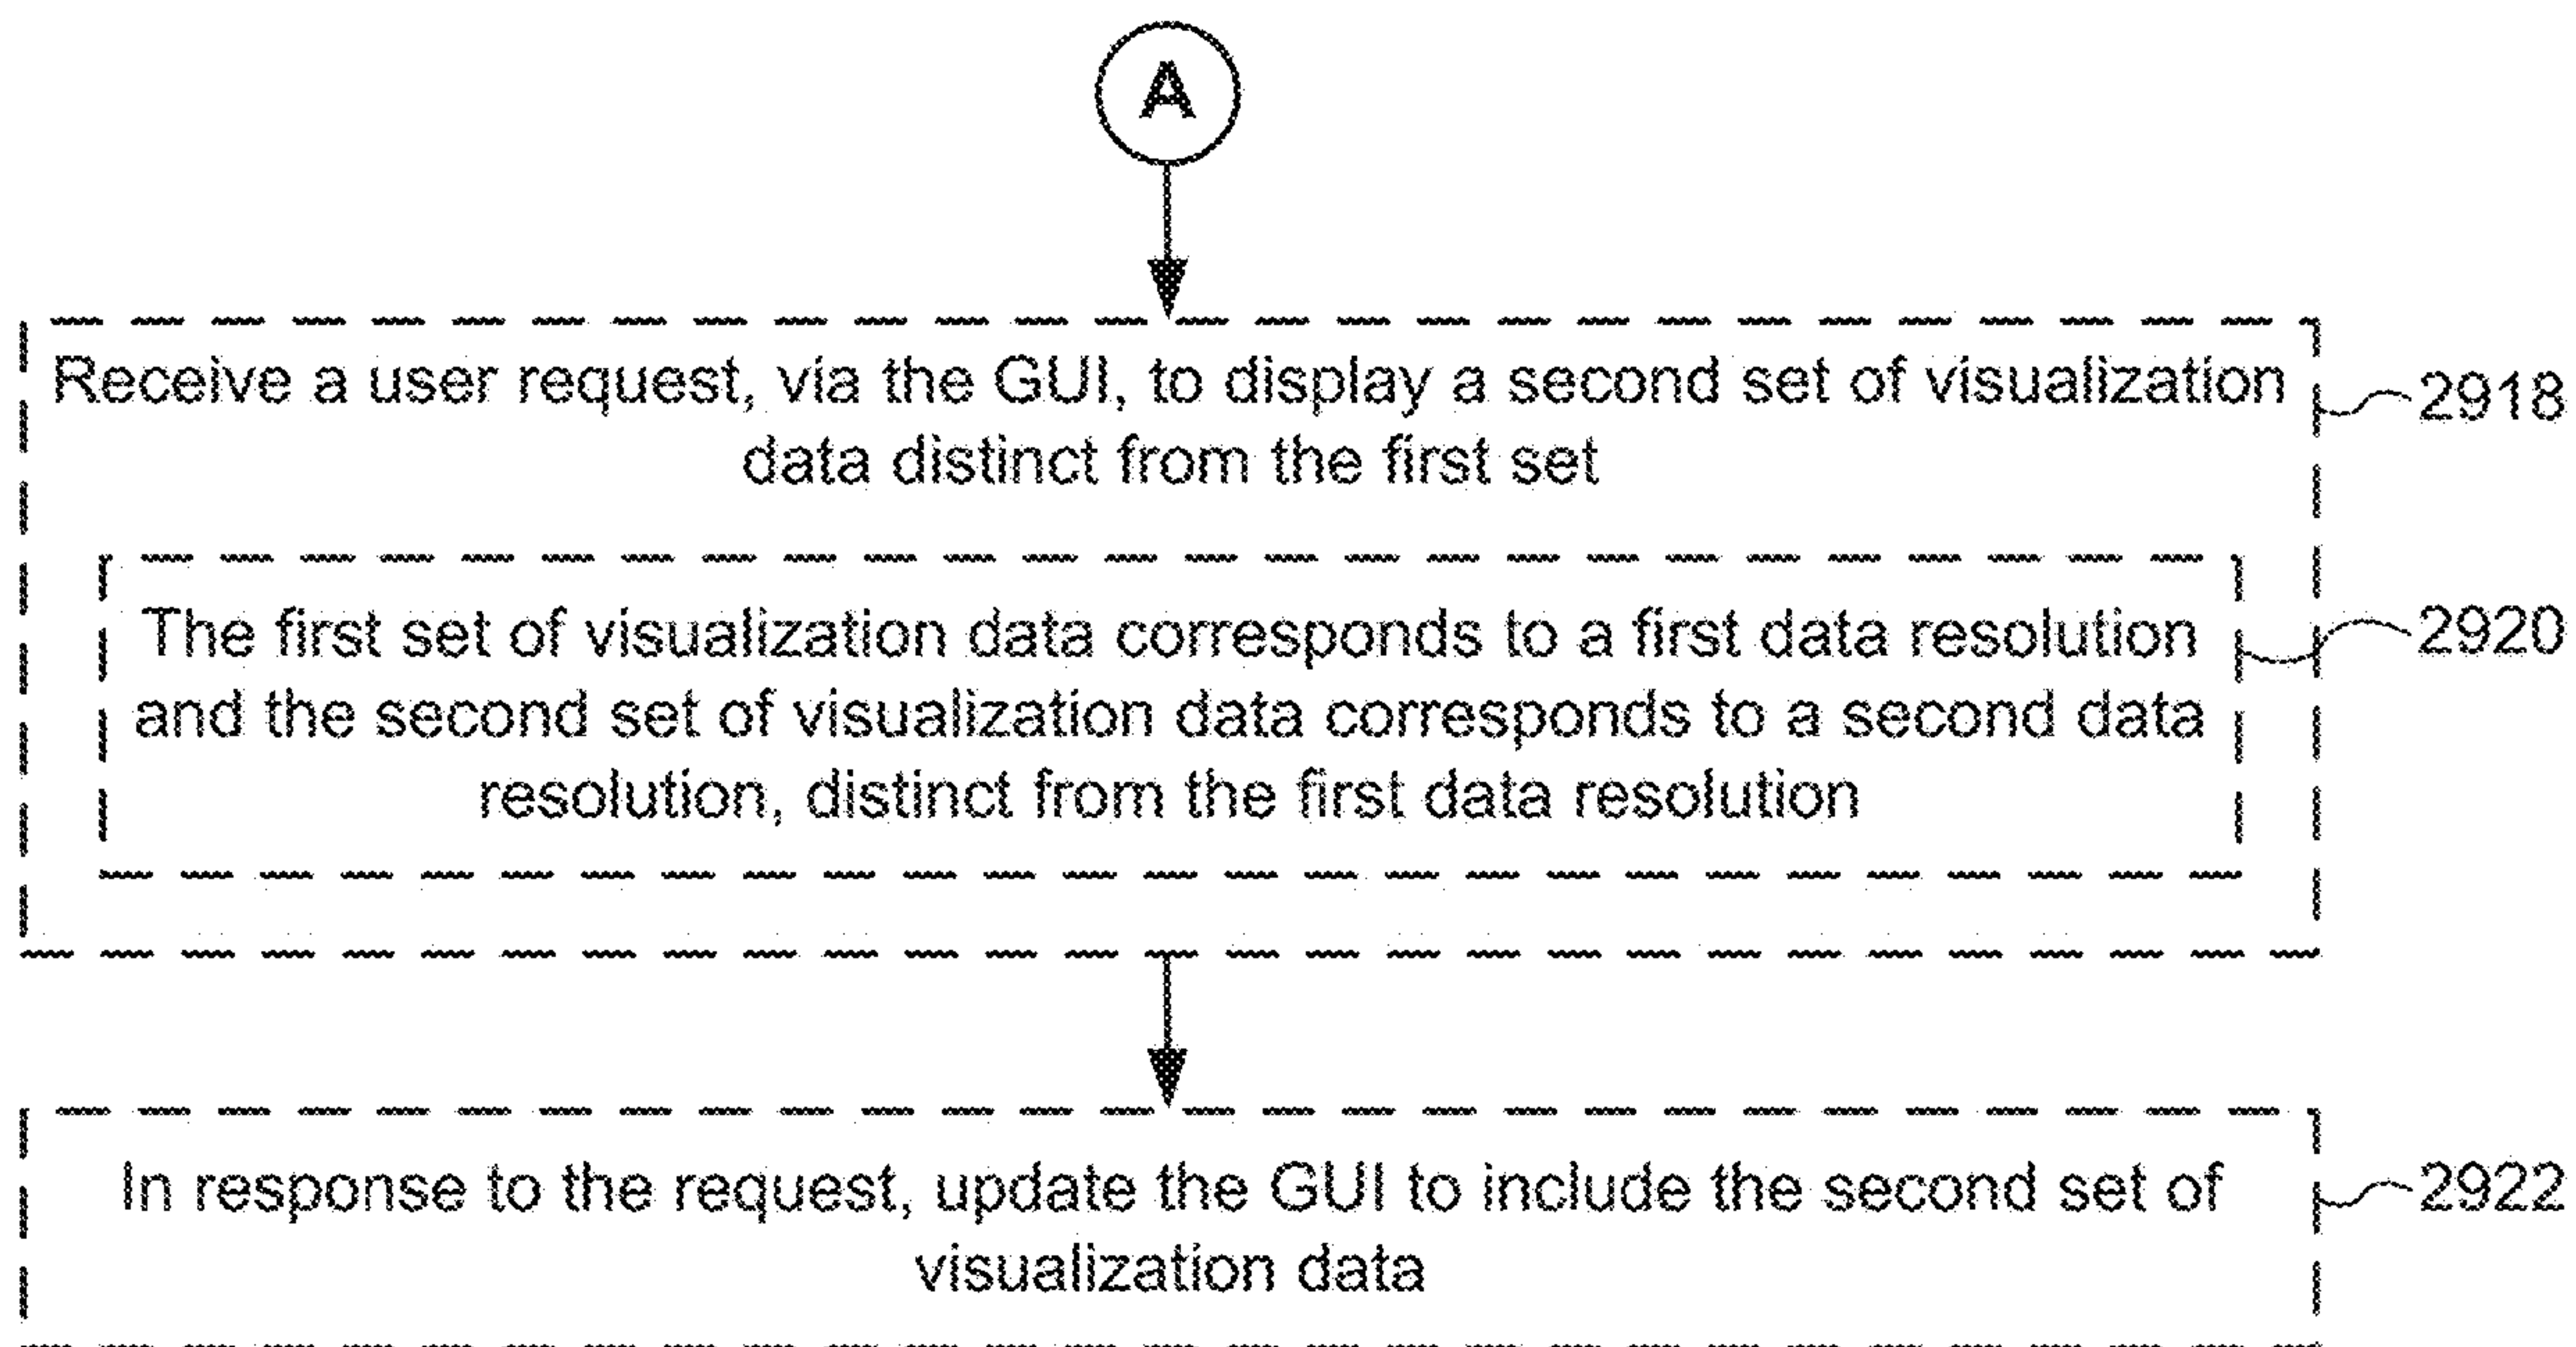 A
Receive a user request, via the GUI, to display a second set of visualization
data distinct from the first set
2918
The first set of visualization data corresponds to a first data resolution
and the second set of visualization data corresponds to a second data
resolution, distinct from the first data resolution
2920
In response to the request, update the GUI to include the second set of
visualization data
2922